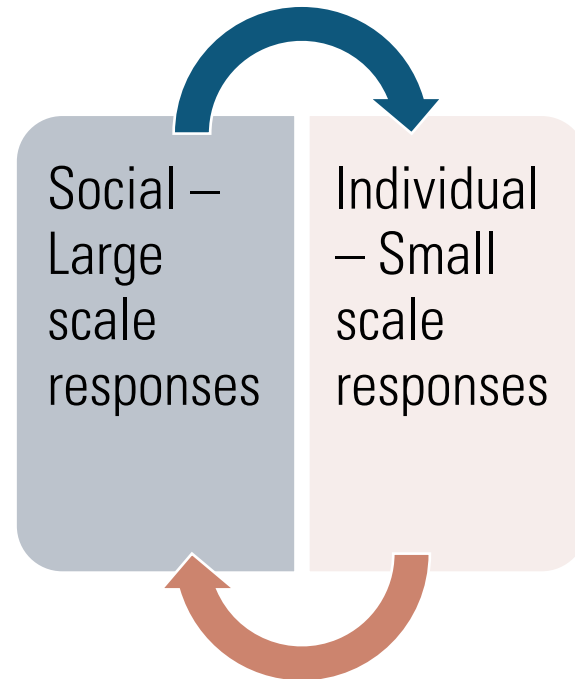 Social –
Large
scale
responses
Individual
– Small
scale
responses